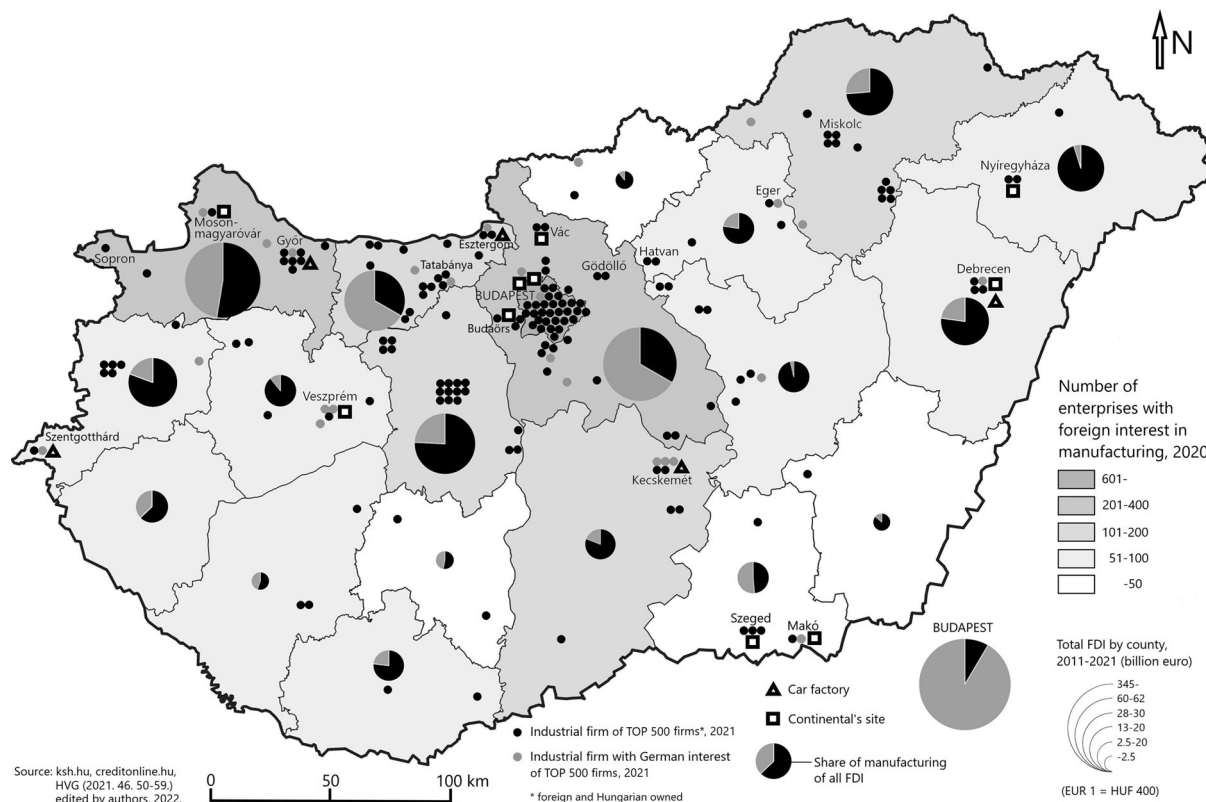 N
Miskolc
Nyíregyháza
Eger
Moson-
magyaróvár
Győr
Sopron
Esztergom
Vác
Tatabánya
Gödöllő
Hatvan
BUDAPEST
Budaörs
Debrecen
Veszprém
Szentgotthárd
Kecskemét
Szeged
Makó
Number of
enterprises with
foreign interest in
manufacturing, 2020
601-
201-400
101-200
51-100
-50
BUDAPEST
Total FDI by county,
2011-2021 (billion euro)
345-
60-62
28-30
13-20
2.5-20
-2.5
(EUR 1 = HUF 400)
Car factory
Continental's site
Share of manufacturing
of all FDI
Industrial firm of TOP 500 firms*, 2021
Industrial firm with German interest
of TOP 500 firms, 2021
* foreign and Hungarian owned
Source: ksh.hu, creditonline.hu,
HVG (2021. 46. 50-59.)
edited by authors, 2022.
0 50 100 km